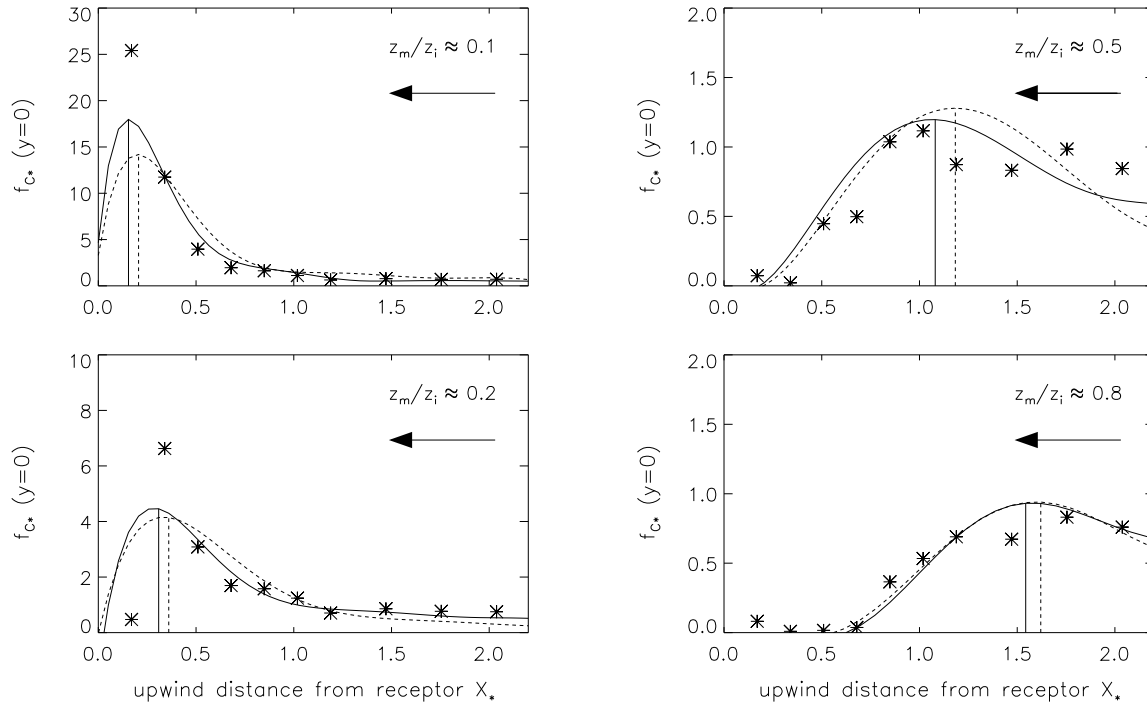 30
25
20
15
10
5
0
f_C* (y=0)
z_m/z_i ≈ 0.1
0.0 0.5 1.0 1.5 2.0
2.0
1.5
1.0
0.5
0.0
f_C* (y=0)
z_m/z_i ≈ 0.5
0.0 0.5 1.0 1.5 2.0
10
8
6
4
2
0
f_C* (y=0)
z_m/z_i ≈ 0.2
0.0 0.5 1.0 1.5 2.0
upwind distance from receptor X_*
2.0
1.5
1.0
0.5
0.0
f_C* (y=0)
z_m/z_i ≈ 0.8
0.0 0.5 1.0 1.5 2.0
upwind distance from receptor X_*